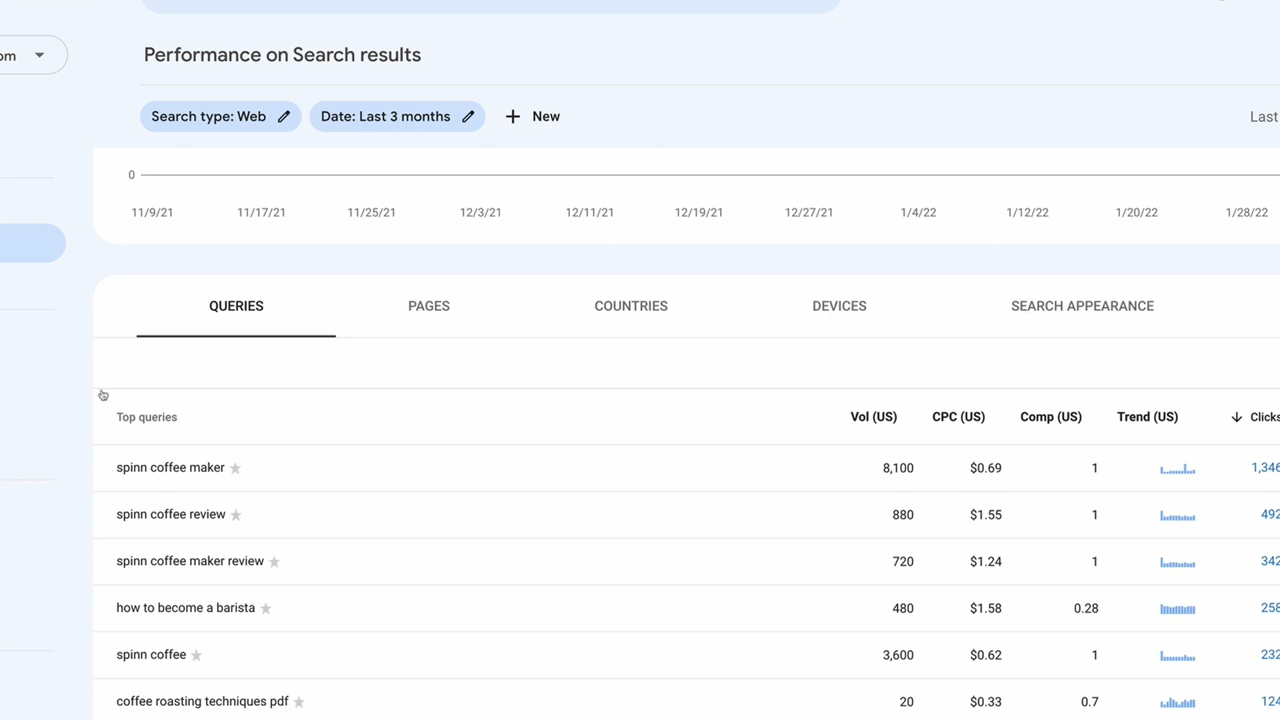 om
Performance on Search results
Search type: Web
Date: Last 3 months
+ New
Last
0
11/9/21 11/17/21 11/25/21 12/3/21 12/11/21 12/19/21 12/27/21 1/4/22 1/12/22 1/20/22 1/28/22
QUERIES PAGES COUNTRIES DEVICES SEARCH APPEARANCE
Top queries Vol (US) CPC (US) Comp (US) Trend (US) Clicks
spinn coffee maker 8,100 $0.69 1 1,346
spinn coffee review 880 $1.55 1 492
spinn coffee maker review 720 $1.24 1 342
how to become a barista 480 $1.58 0.28 258
spinn coffee 3,600 $0.62 1 232
coffee roasting techniques pdf 20 $0.33 0.7 124